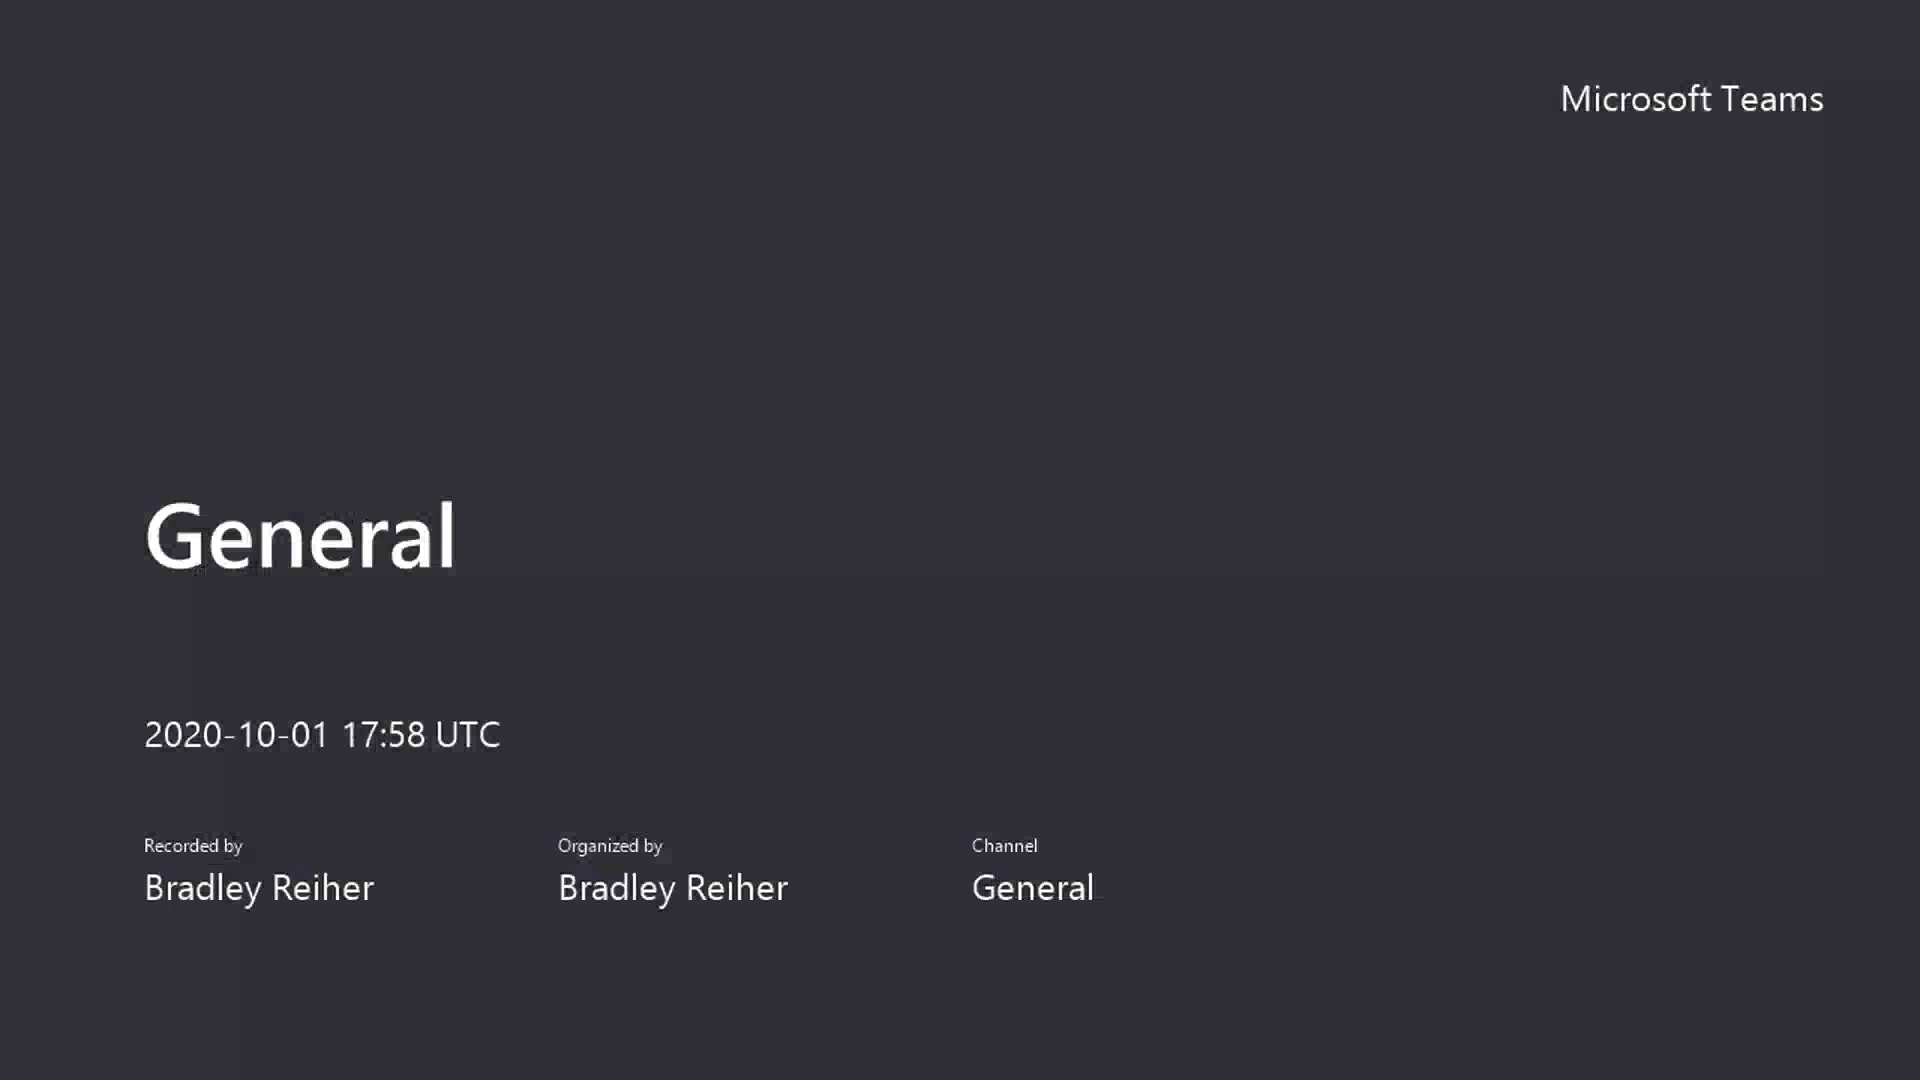 Microsoft Teams
General
2020-10-01 17:58 UTC
Recorded by
Bradley Reiher
Organized by
Bradley Reiher
Channel
General